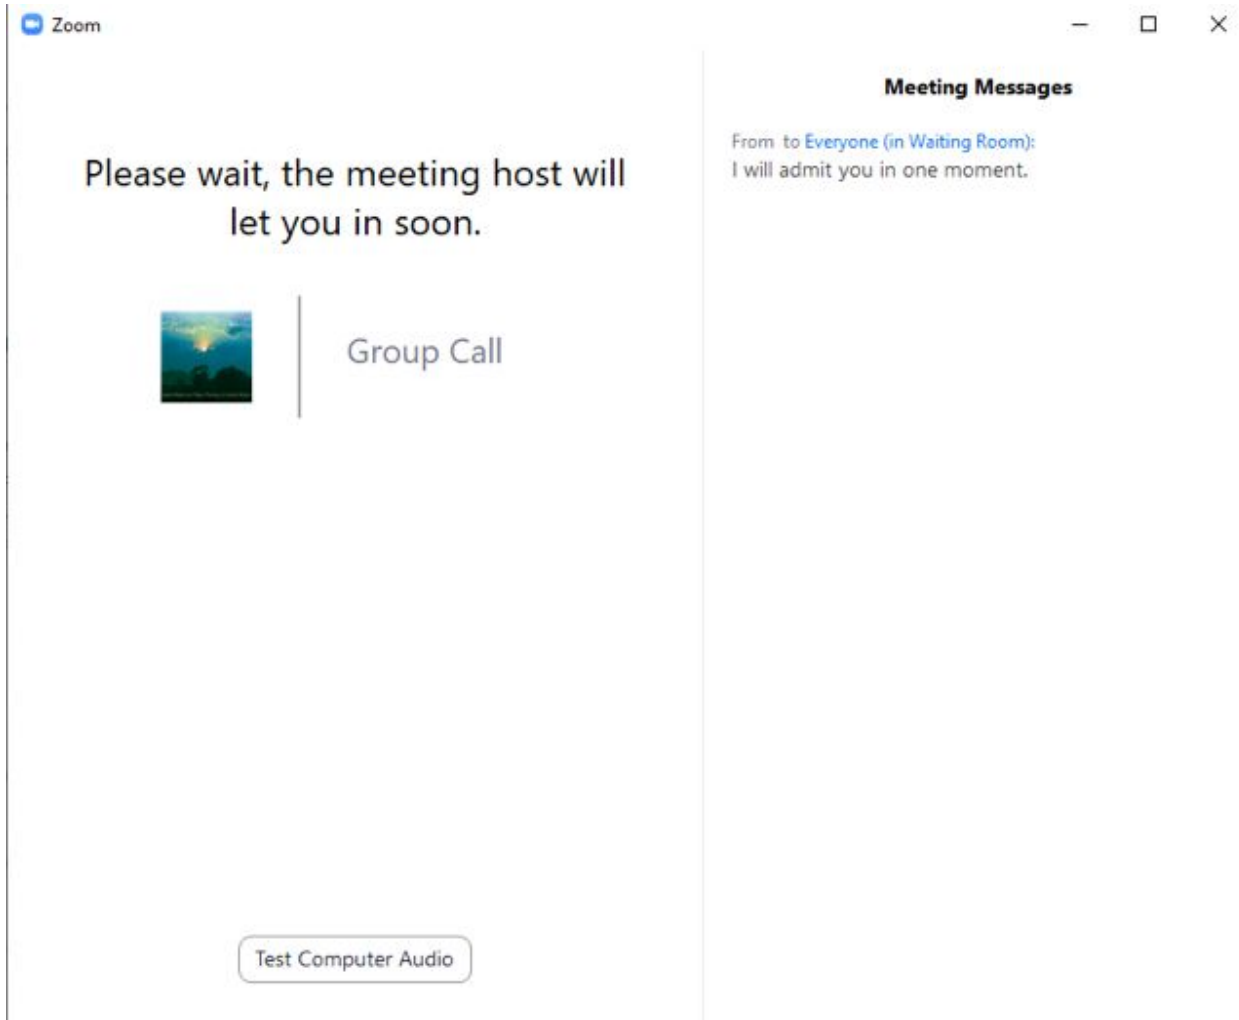 Zoom
Please wait, the meeting host will
let you in soon.
Group Call
Test Computer Audio
Meeting Messages
From to Everyone (in Waiting Room):
I will admit you in one moment.